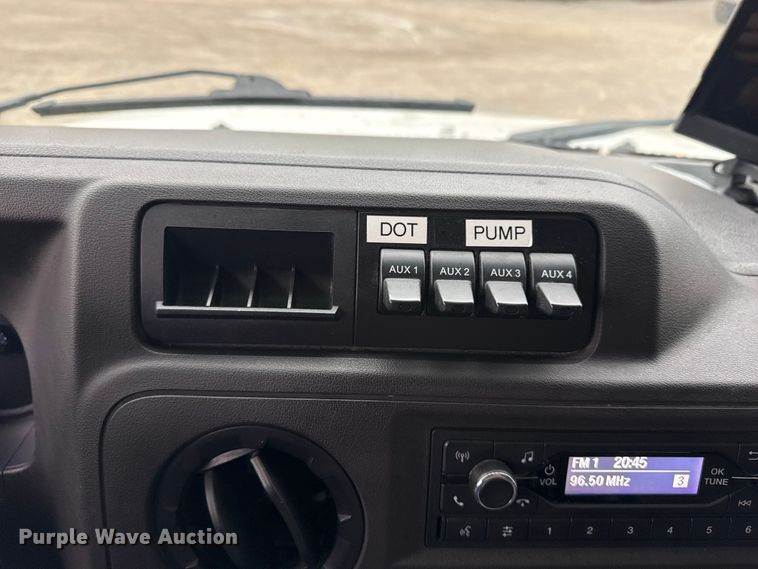 DOT PUMP
AUX 1 AUX 2 AUX 3 AUX 4
FM 1 20:45
96.50 MHz 3
VOL
OK
TUNE
1 2 3 4 5 6
Purple Wave Auction